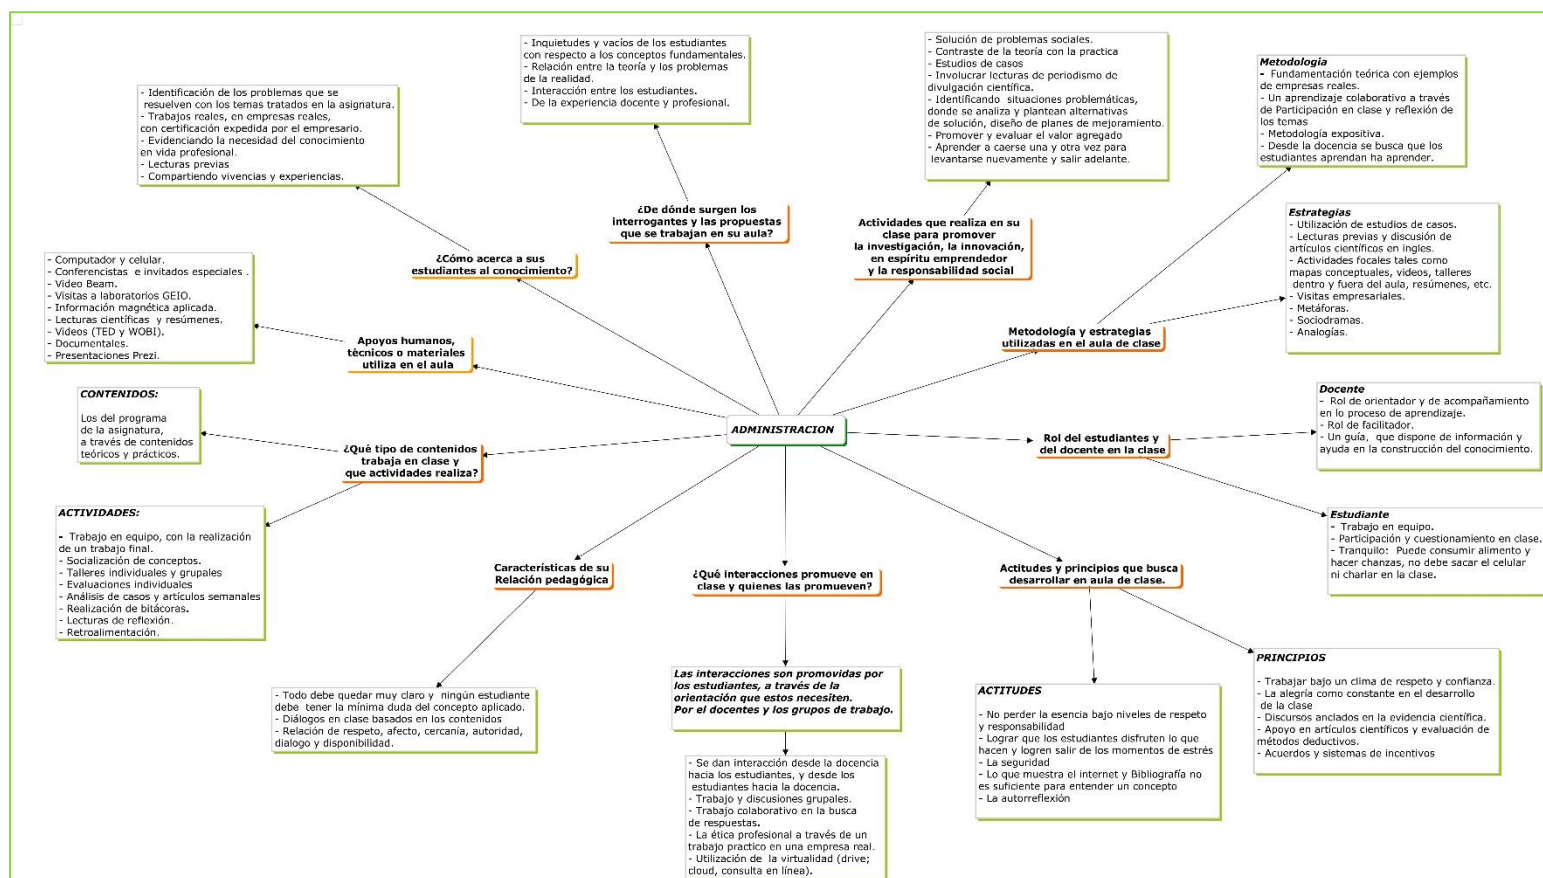 - Inquietudes y vacíos de los estudiantes
con respecto a los conceptos fundamentales.
- Relación entre la teoría y los problemas
de la realidad.
- Interacción entre los estudiantes.
- De la experiencia docente y profesional.
- Solución de problemas sociales.
- Contraste de la teoría con la practica
- Estudios de casos
- Involucrar lecturas de periodismo de
divulgación científica.
- Identificando situaciones problemáticas,
donde se analiza y plantean alternativas
de solución, diseño de planes de mejoramiento.
- Promover y evaluar el valor agregado
- Aprender a caerse una y otra vez para
levantarse nuevamente y salir adelante.
Metodologia
- Fundamentación teórica con ejemplos
de empresas reales.
- Un aprendizaje colaborativo a través
de Participación en clase y reflexión de
los temas
- Metodología expositiva.
- Desde la docencia se busca que los
estudiantes aprendan ha aprender.
- Identificación de los problemas que se
resuelven con los temas tratados en la asignatura.
- Trabajos reales, en empresas reales,
con certificación expedida por el empresario.
- Evidenciando la necesidad del conocimiento
en vida profesional.
- Lecturas previas
- Compartiendo vivencias y experiencias.
¿De dónde surgen los
interrogantes y las propuestas
que se trabajan en su aula?
Actividades que realiza en su
clase para promover
la investigación, la innovación,
en espíritu emprendedor
y la responsabilidad social
Estrategias
- Utilización de estudios de casos.
- Lecturas previas y discusión de
artículos científicos en ingles.
- Actividades focales tales como
mapas conceptuales, videos, talleres
dentro y fuera del aula, resúmenes, etc.
- Visitas empresariales.
- Metáforas.
- Sociodramas.
- Analogías.
¿Cómo acerca a sus
estudiantes al conocimiento?
- Computador y celular.
- Conferencistas e invitados especiales .
- Video Beam.
- Visitas a laboratorios GEIO.
- Información magnética aplicada.
- Lecturas científicas y resúmenes.
- Videos (TED y WOBI).
- Documentales.
- Presentaciones Prezi.
Apoyos humanos,
técnicos o materiales
utiliza en el aula
Metodología y estrategias
utilizadas en el aula de clase
CONTENIDOS:
Los del programa
de la asignatura,
a través de contenidos
teóricos y prácticos.
ADMINISTRACION
Docente
- Rol de orientador y de acompañamiento
en lo proceso de aprendizaje.
- Rol de facilitador.
- Un guía, que dispone de información y
ayuda en la construcción del conocimiento.
¿Qué tipo de contenidos
trabaja en clase y
que actividades realiza?
Rol del estudiantes y
del docente en la clase
ACTIVIDADES:
- Trabajo en equipo, con la realización
de un trabajo final.
- Socialización de conceptos.
- Talleres individuales y grupales
- Evaluaciones individuales
- Análisis de casos y artículos semanales
- Realización de bitácoras.
- Lecturas de reflexión.
- Retroalimentación.
Estudiante
- Trabajo en equipo.
- Participación y cuestionamiento en clase.
- Tranquilo: Puede consumir alimento y
hacer chanzas, no debe sacar el celular
ni charlar en la clase.
Características de su
Relación pedagógica
¿Qué interacciones promueve en
clase y quienes las promueven?
Actitudes y principios que busca
desarrollar en aula de clase.
- Todo debe quedar muy claro y ningún estudiante
debe tener la mínima duda del concepto aplicado.
- Diálogos en clase basados en los contenidos
- Relación de respeto, afecto, cercanía, autoridad,
dialogo y disponibilidad.
Las interacciones son promovidas por
los estudiantes, a través de la
orientación que estos necesiten.
Por el docentes y los grupos de trabajo.
- Se dan interacción desde la docencia
hacia los estudiantes, y desde los
estudiantes hacia la docencia.
- Trabajo y discusiones grupales.
- Trabajo colaborativo en la busca
de respuestas.
- La ética profesional a través de un
trabajo practico en una empresa real.
- Utilización de la virtualidad (drive;
cloud, consulta en línea).
ACTITUDES
- No perder la esencia bajo niveles de respeto
y responsabilidad
- Lograr que los estudiantes disfruten lo que
hacen y logren salir de los momentos de estrés
- La seguridad
- Lo que muestra el internet y Bibliografía no
es suficiente para entender un concepto
- La autorreflexión
PRINCIPIOS
- Trabajar bajo un clima de respeto y confianza.
- La alegría como constante en el desarrollo
de la clase
- Discursos anclados en la evidencia científica.
- Apoyo en artículos científicos y evaluación de
métodos deductivos.
- Acuerdos y sistemas de incentivos